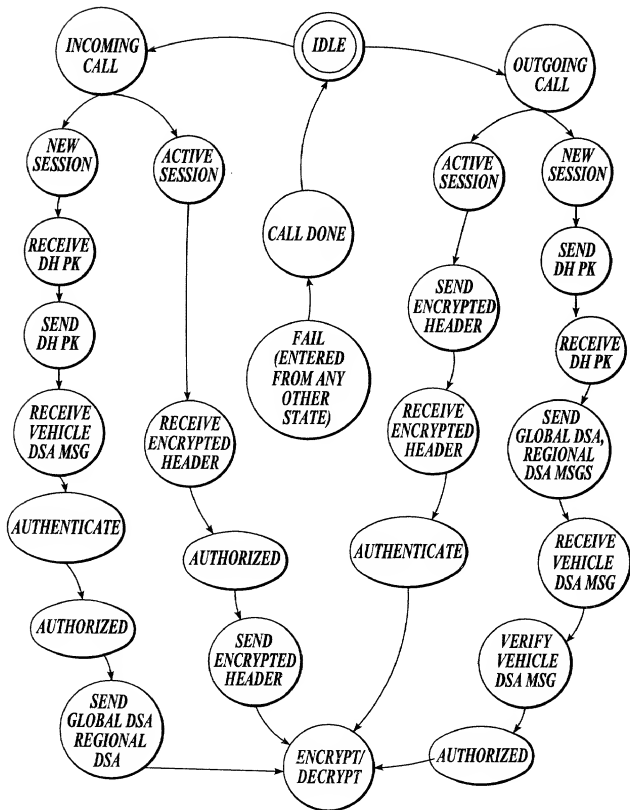 INCOMING
CALL
IDLE
OUTGOING
CALL
NEW
SESSION
ACTIVE
SESSION
ACTIVE
SESSION
NEW
SESSION
RECEIVE
DH PK
CALL DONE
SEND
DH PK
SEND
DH PK
SEND
ENCRYPTED
HEADER
RECEIVE
DH PK
FAIL
(ENTERED
FROM ANY
OTHER
STATE)
RECEIVE
VEHICLE
DSA MSG
RECEIVE
ENCRYPTED
HEADER
RECEIVE
ENCRYPTED
HEADER
SEND
GLOBAL DSA,
REGIONAL
DSA MSGS
AUTHENTICATE
AUTHORIZED
AUTHENTICATE
RECEIVE
VEHICLE
DSA MSG
AUTHORIZED
SEND
ENCRYPTED
HEADER
VERIFY
VEHICLE
DSA MSG
SEND
GLOBAL DSA
REGIONAL
DSA
ENCRYPT/
DECRYPT
AUTHORIZED